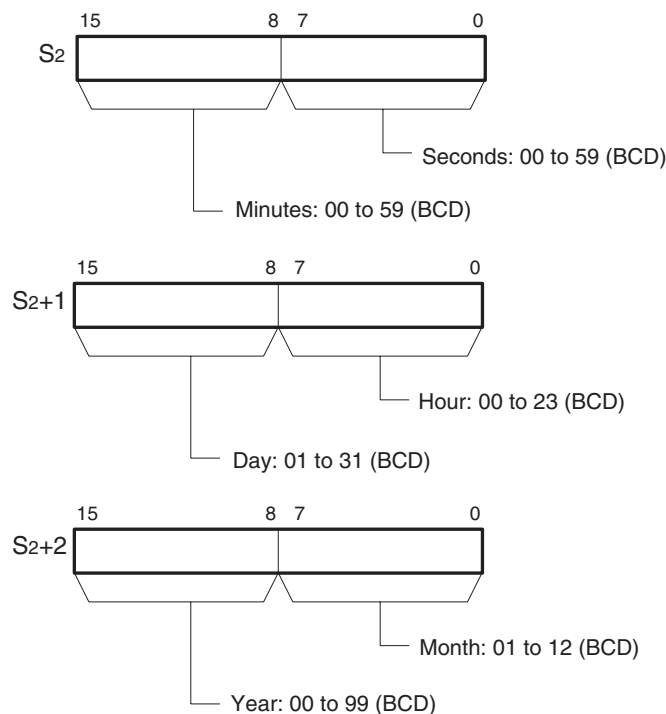 15 8 7 0
S2
Seconds: 00 to 59 (BCD)
Minutes: 00 to 59 (BCD)
15 8 7 0
S2+1
Hour: 00 to 23 (BCD)
Day: 01 to 31 (BCD)
15 8 7 0
S2+2
Month: 01 to 12 (BCD)
Year: 00 to 99 (BCD)